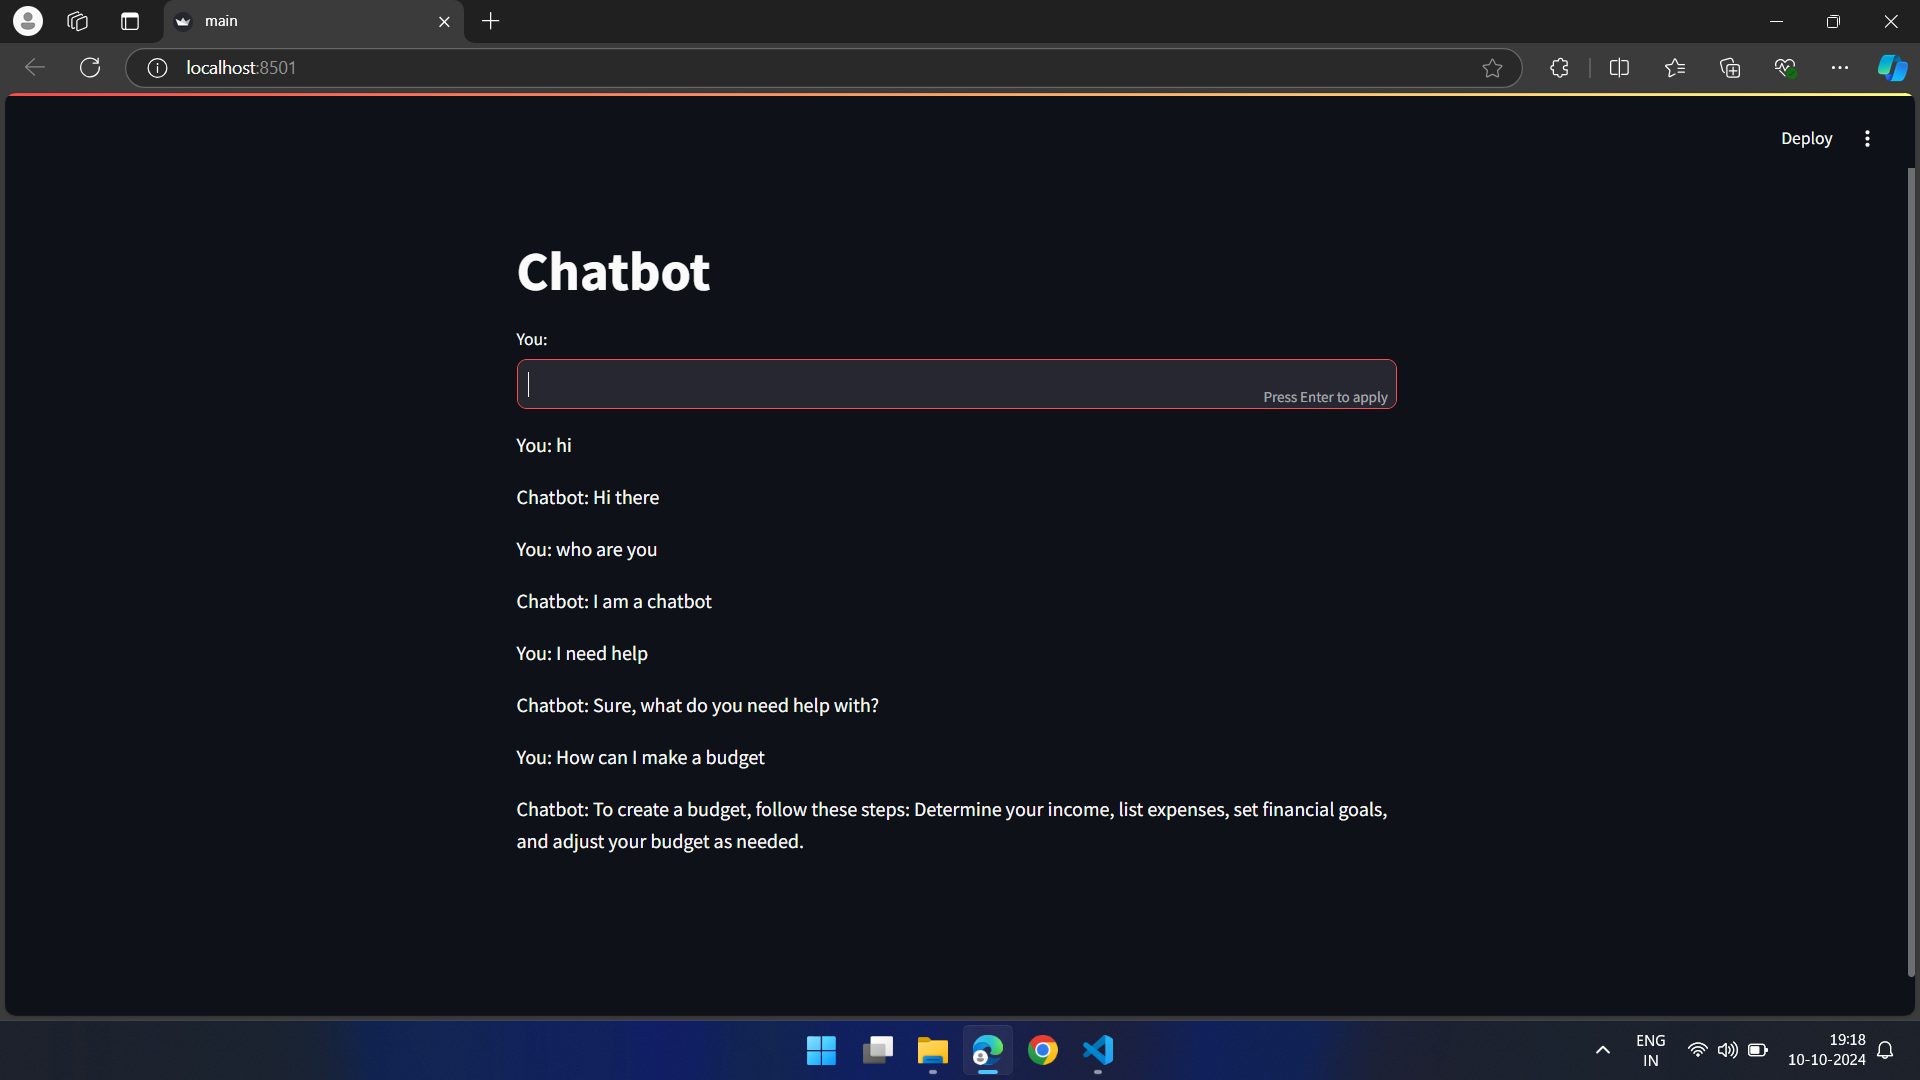 main
localhost:8501
Deploy
Chatbot
You:
Press Enter to apply
You: hi
Chatbot: Hi there
You: who are you
Chatbot: I am a chatbot
You: I need help
Chatbot: Sure, what do you need help with?
You: How can I make a budget
Chatbot: To create a budget, follow these steps: Determine your income, list expenses, set financial goals,
and adjust your budget as needed.
ENG
IN
19:18
10-10-2024